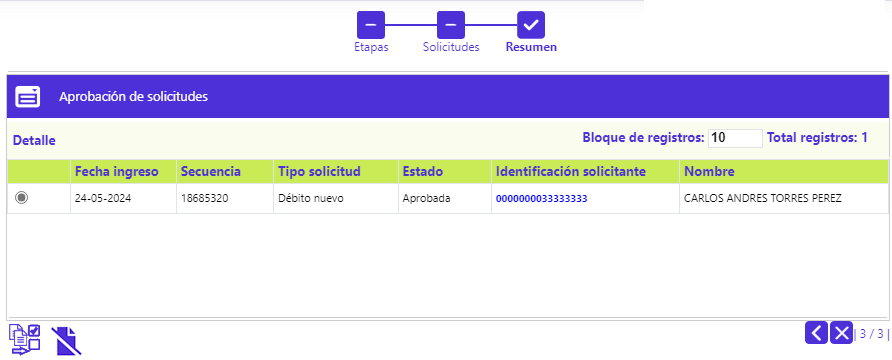 Etapas Solicitudes Resumen
Aprobación de solicitudes
Detalle Bloque de registros: 10 Total registros: 1
Fecha ingreso Secuencia Tipo solicitud Estado Identificación solicitante Nombre
24-05-2024 18685320 Débito nuevo Aprobada 0000000033333333 CARLOS ANDRES TORRES PEREZ
| 3 / 3 |